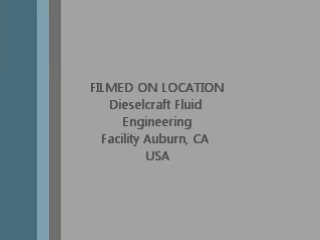 FILMED ON LOCATION
Dieselcraft Fluid
Engineering
Facility Auburn, CA
USA